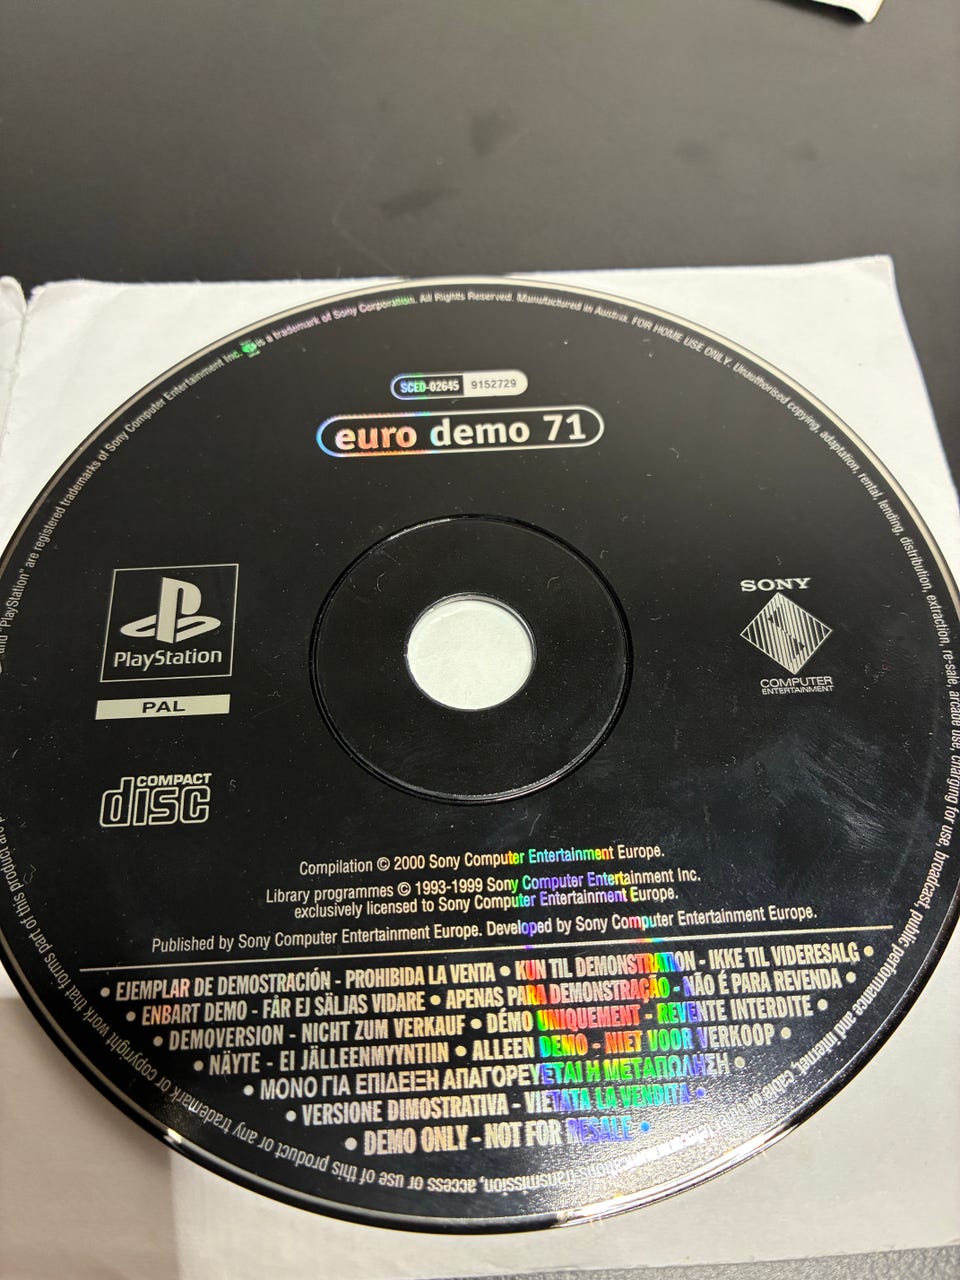 and "PlayStation" are registered trademarks of Sony Computer Entertainment Inc. is a trademark of Sony Corporation. All Rights Reserved. Manufactured in Austria. FOR HOME USE ONLY. Unauthorised copying, adaptation, rental, lending, distribution, extraction, re-sale, arcade use, charging for use, broadcast, public performance and internet, cable or
transmission, access or use of this product or any trademark or copyright work that forms part of this product are
SCED-02645 9152729
euro demo 71
PlayStation
PAL
COMPACT
disc
SONY
COMPUTER
ENTERTAINMENT
Compilation © 2000 Sony Computer Entertainment Europe.
Library programmes © 1993-1999 Sony Computer Entertainment Inc.
exclusively licensed to Sony Computer Entertainment Europe.
Published by Sony Computer Entertainment Europe. Developed by Sony Computer Entertainment Europe.
• EJEMPLAR DE DEMOSTRACIÓN - PROHIBIDA LA VENTA • KUN TIL DEMONSTRATION - IKKE TIL VIDERESALG •
• ENBART DEMO - FÅR EJ SÄLJAS VIDARE • APENAS PARA DEMONSTRAÇÃO - NÃO É PARA REVENDA •
• DEMOVERSION - NICHT ZUM VERKAUF • DÉMO UNIQUEMENT - REVENTE INTERDITE •
• NÄYTE - EI JÄLLEENMYYNTIIN • ALLEEN DEMO - NIET VOOR VERKOOP •
• ΜΟΝΟ ΓΙΑ ΕΠΙΔΕΙΞΗ ΑΠΑΓΟΡΕΥΕΤΑΙ Η ΜΕΤΑΠΩΛΗΣΗ •
• VERSIONE DIMOSTRATIVA - VIETATA LA VENDITA •
• DEMO ONLY - NOT FOR RESALE •